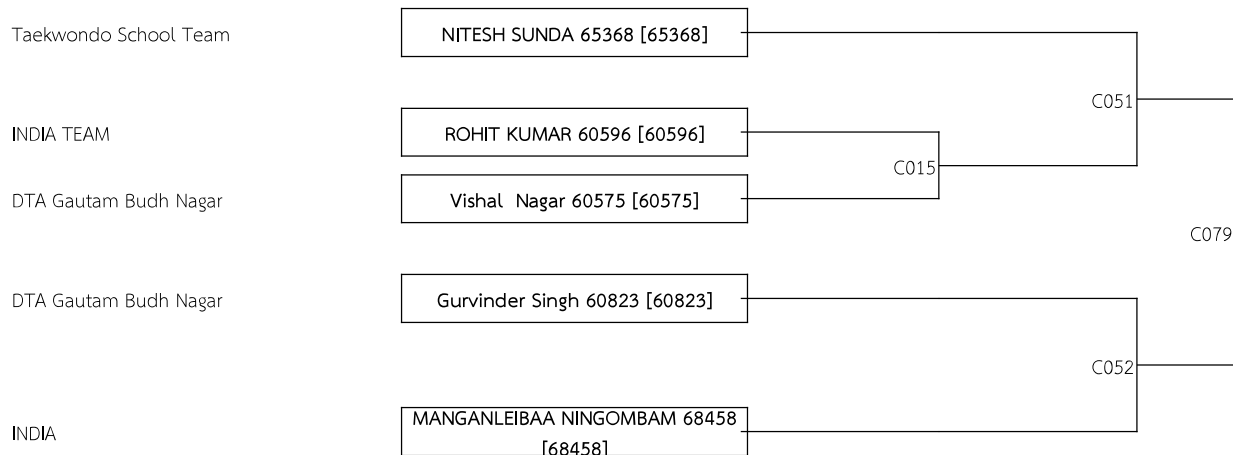 Taekwondo School Team
NITESH SUNDA 65368 [65368]
C051
INDIA TEAM
ROHIT KUMAR 60596 [60596]
C015
DTA Gautam Budh Nagar
Vishal  Nagar 60575 [60575]
C079
DTA Gautam Budh Nagar
Gurvinder Singh 60823 [60823]
C052
INDIA
MANGANLEIBAA NINGOMBAM 68458
[68458]